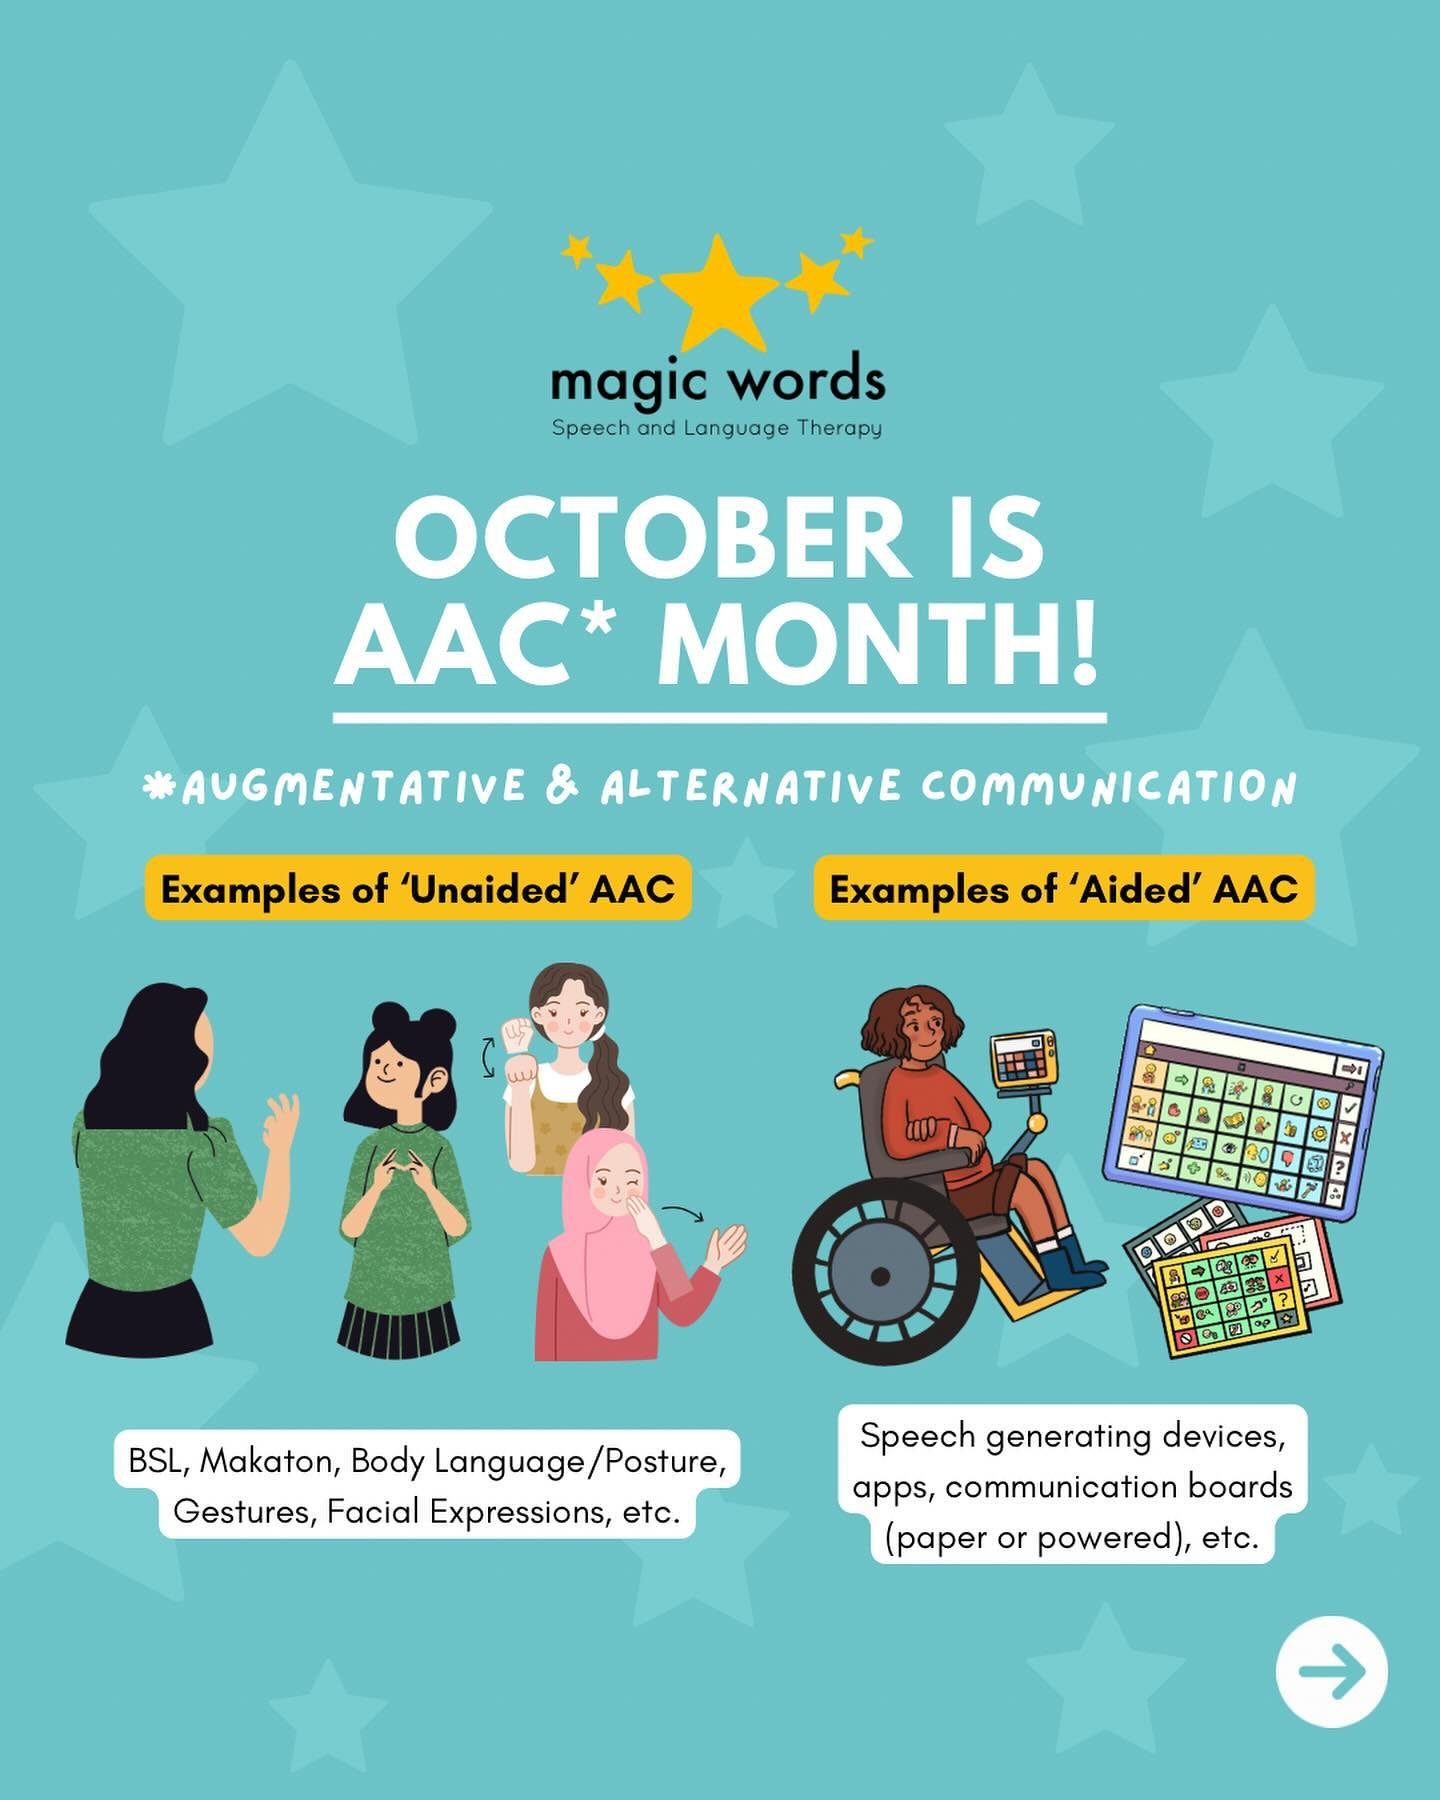 magic words
Speech and Language Therapy
OCTOBER IS
AAC* MONTH!
*AUGMENTATIVE & ALTERNATIVE COMMUNICATION
Examples of ‘Unaided’ AAC
Examples of ‘Aided’ AAC
BSL, Makaton, Body Language/Posture,
Gestures, Facial Expressions, etc.
Speech generating devices,
apps, communication boards
(paper or powered), etc.